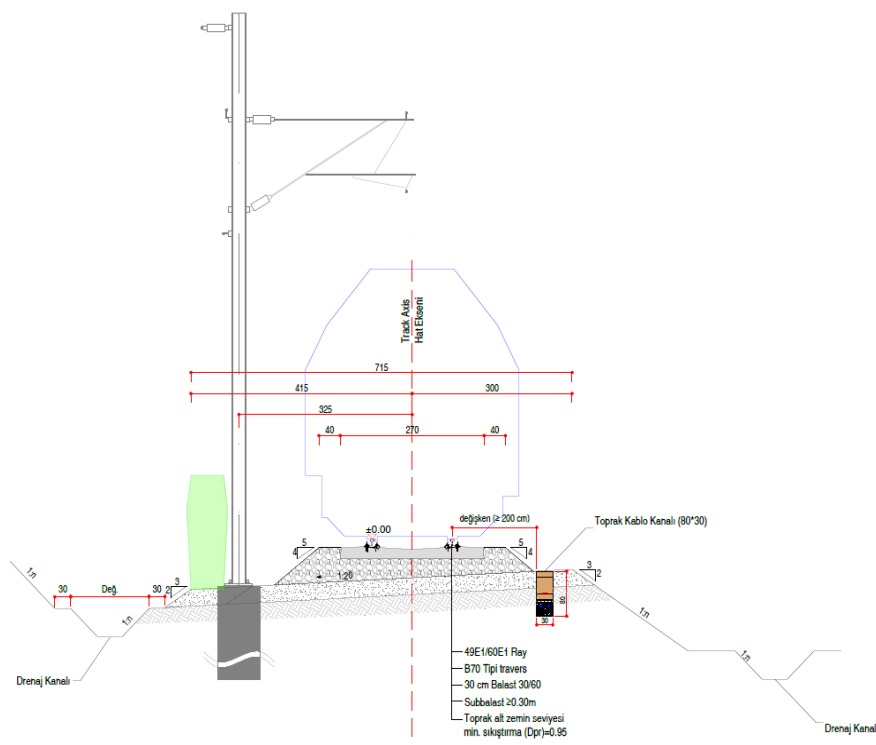 Track Axis
Hat Ekseni
715
415
300
325
40
270
40
değişken (≥ 200 cm)
Toprak Kablo Kanalı (80*30)
±0.00
5
4
5
4
1:20
3
2
3
2
1:n
30
Değ.
30
1:n
80
30
1:n
1:n
Drenaj Kanalı
Drenaj Kanalı
49E1/60E1 Ray
B70 Tipi travers
30 cm Balast 30/60
Subbalast ≥0.30m
Toprak alt zemin seviyesi
min. sıkıştırma (Dpr)=0.95